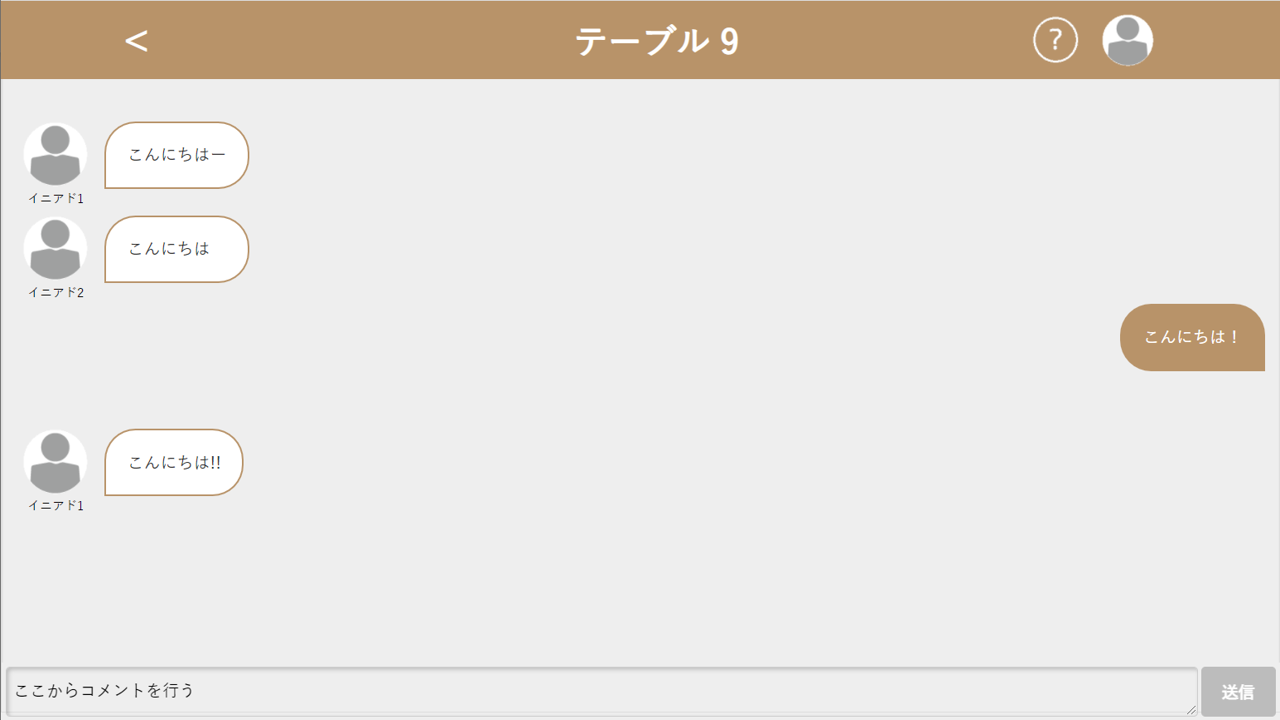 <
テーブル 9
?
こんにちはー
イニアド1
こんにちは
イニアド2
こんにちは！
こんにちは!!
イニアド1
ここからコメントを行う
送信